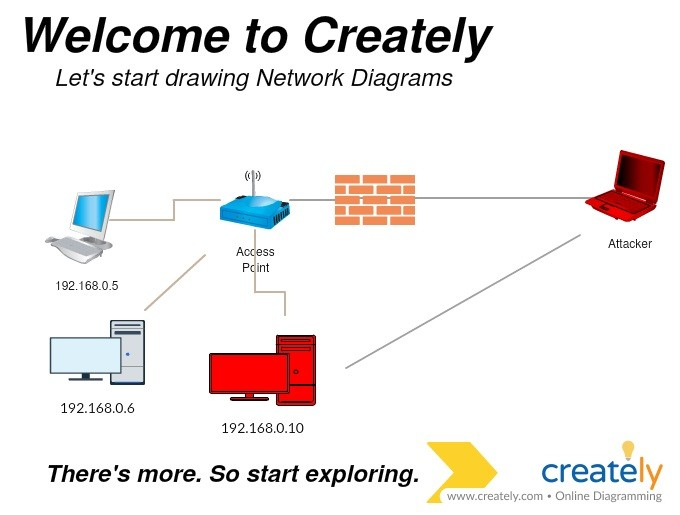 Welcome to Creately
Let's start drawing Network Diagrams
((ı))
Access
Point
Attacker
192.168.0.5
192.168.0.6
192.168.0.10
There's more. So start exploring.
creately
www.creately.com • Online Diagramming